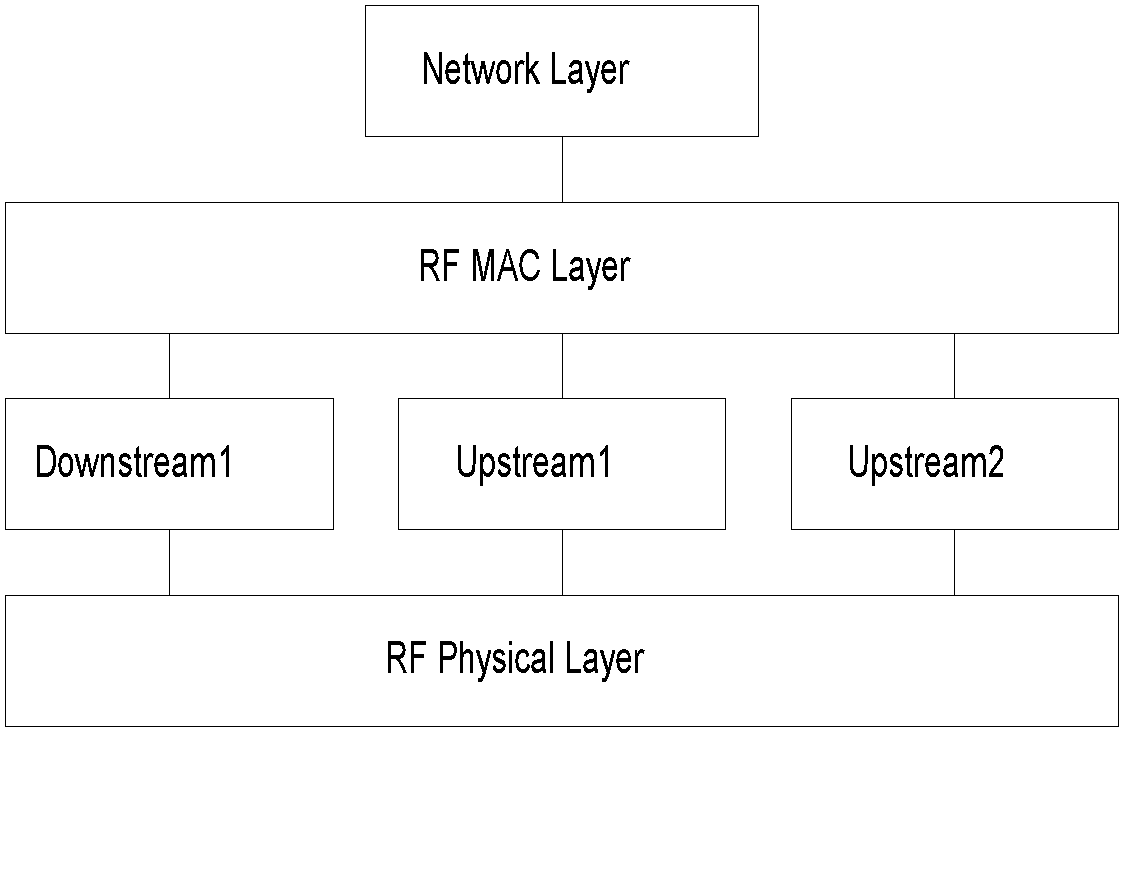 Network Layer
RF MAC Layer
Downstream1
Upstream1
Upstream2
RF Physical Layer